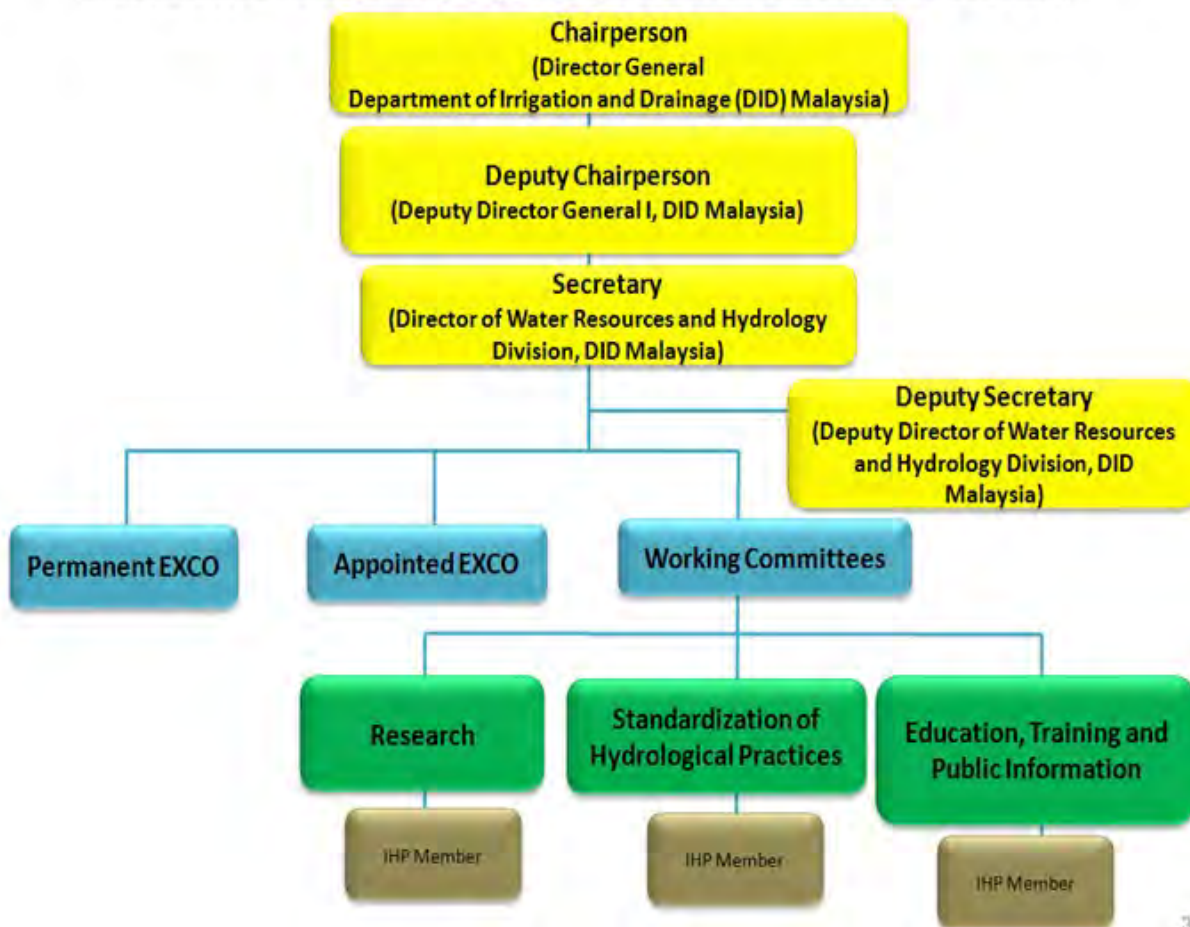 Chairperson
(Director General
Department of Irrigation and Drainage (DID) Malaysia)
Deputy Chairperson
(Deputy Director General I, DID Malaysia)
Secretary
(Director of Water Resources and Hydrology
Division, DID Malaysia)
Deputy Secretary
(Deputy Director of Water Resources
and Hydrology Division, DID
Malaysia)
Permanent EXCO
Appointed EXCO
Working Committees
Research
Standardization of
Hydrological Practices
Education, Training and
Public Information
IHP Member
IHP Member
IHP Member
3